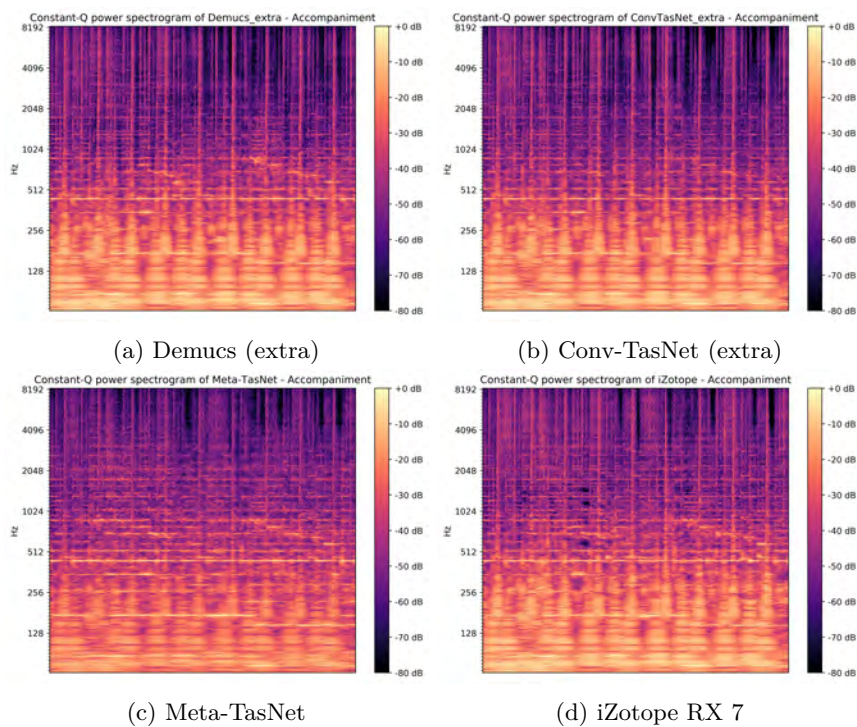 Constant-Q power spectrogram of Demucs_extra - Accompaniment
8192
4096
2048
1024
512
256
128
Hz
+0 dB
-10 dB
-20 dB
-30 dB
-40 dB
-50 dB
-60 dB
-70 dB
-80 dB
(a) Demucs (extra)
Constant-Q power spectrogram of ConvTasNet_extra - Accompaniment
8192
4096
2048
1024
512
256
128
Hz
+0 dB
-10 dB
-20 dB
-30 dB
-40 dB
-50 dB
-60 dB
-70 dB
-80 dB
(b) Conv-TasNet (extra)
Constant-Q power spectrogram of Meta-TasNet - Accompaniment
8192
4096
2048
1024
512
256
128
Hz
+0 dB
-10 dB
-20 dB
-30 dB
-40 dB
-50 dB
-60 dB
-70 dB
-80 dB
(c) Meta-TasNet
Constant-Q power spectrogram of iZotope - Accompaniment
8192
4096
2048
1024
512
256
128
Hz
+0 dB
-10 dB
-20 dB
-30 dB
-40 dB
-50 dB
-60 dB
-70 dB
-80 dB
(d) iZotope RX 7